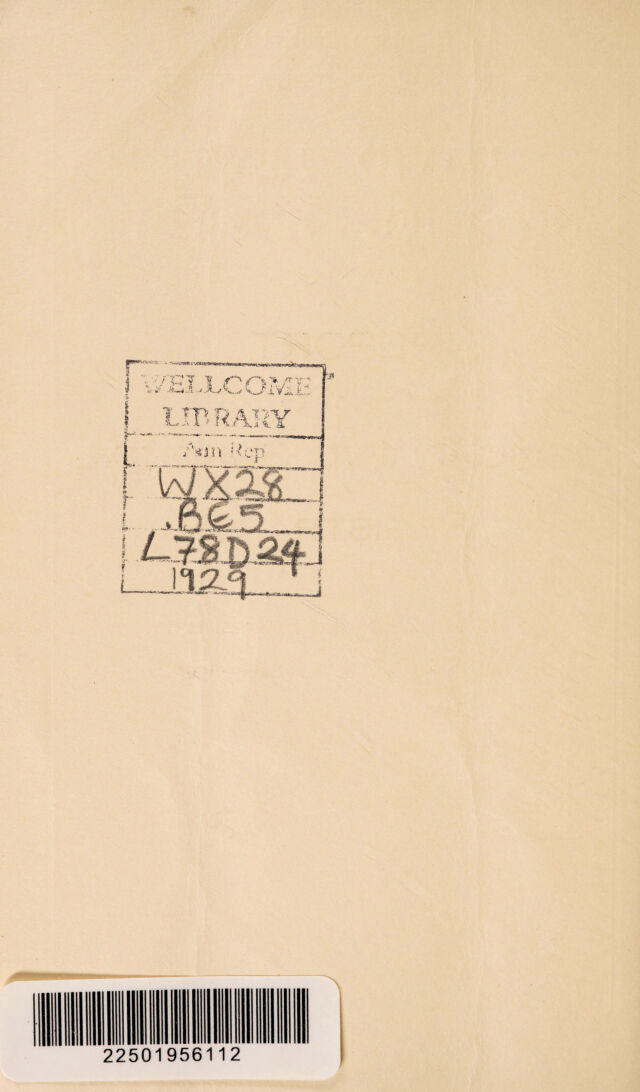 WELLCOME
LIBRARY
Ann Rep
WX28
.BE5
L78D24
1929
22501956112